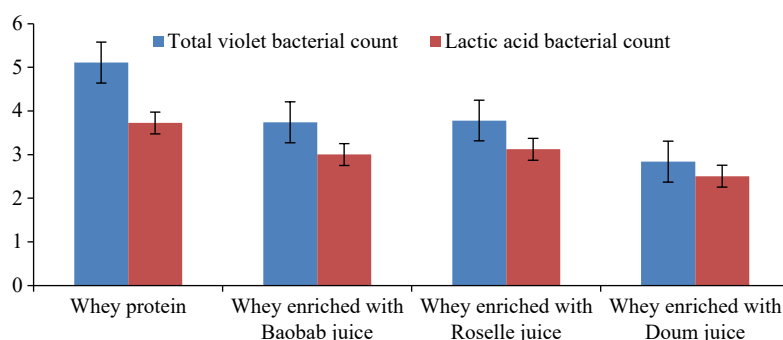 6
Total violet bacterial count
Lactic acid bacterial count
5
4
3
2
1
0
Whey protein
Whey enriched with
Baobab juice
Whey enriched with
Roselle juice
Whey enriched with
Doum juice